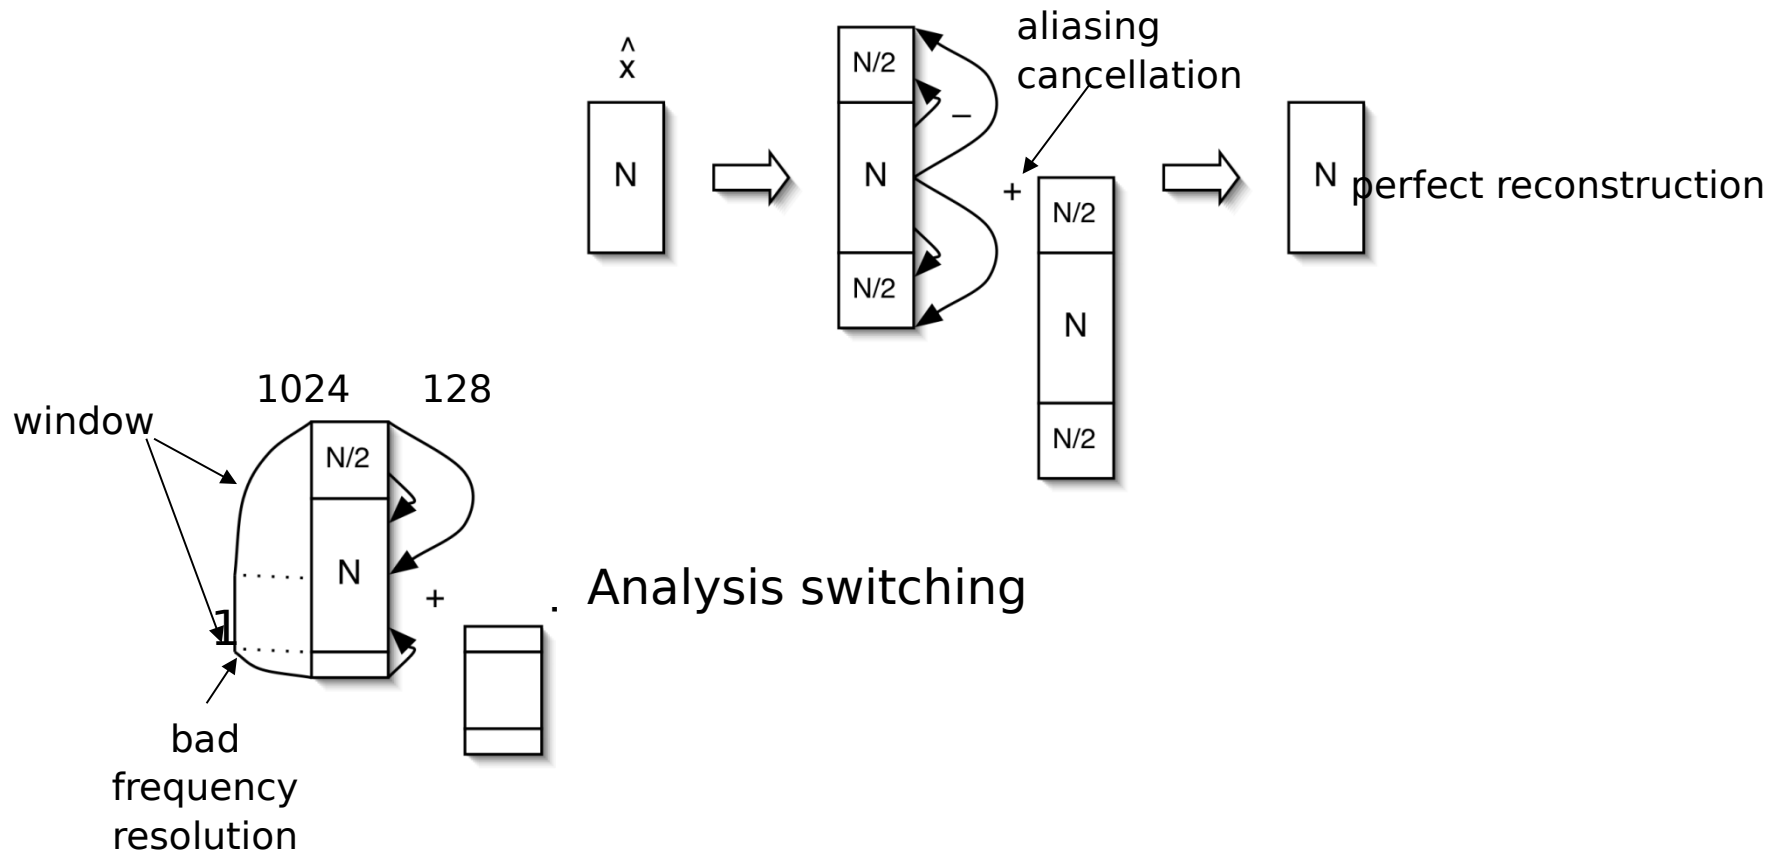 aliasing
cancellation
^
x
N
N/2
N
N/2
–
+
N/2
N
N/2
N
perfect reconstruction
1024
128
window
N/2
N
1
+
. Analysis switching
bad
frequency
resolution